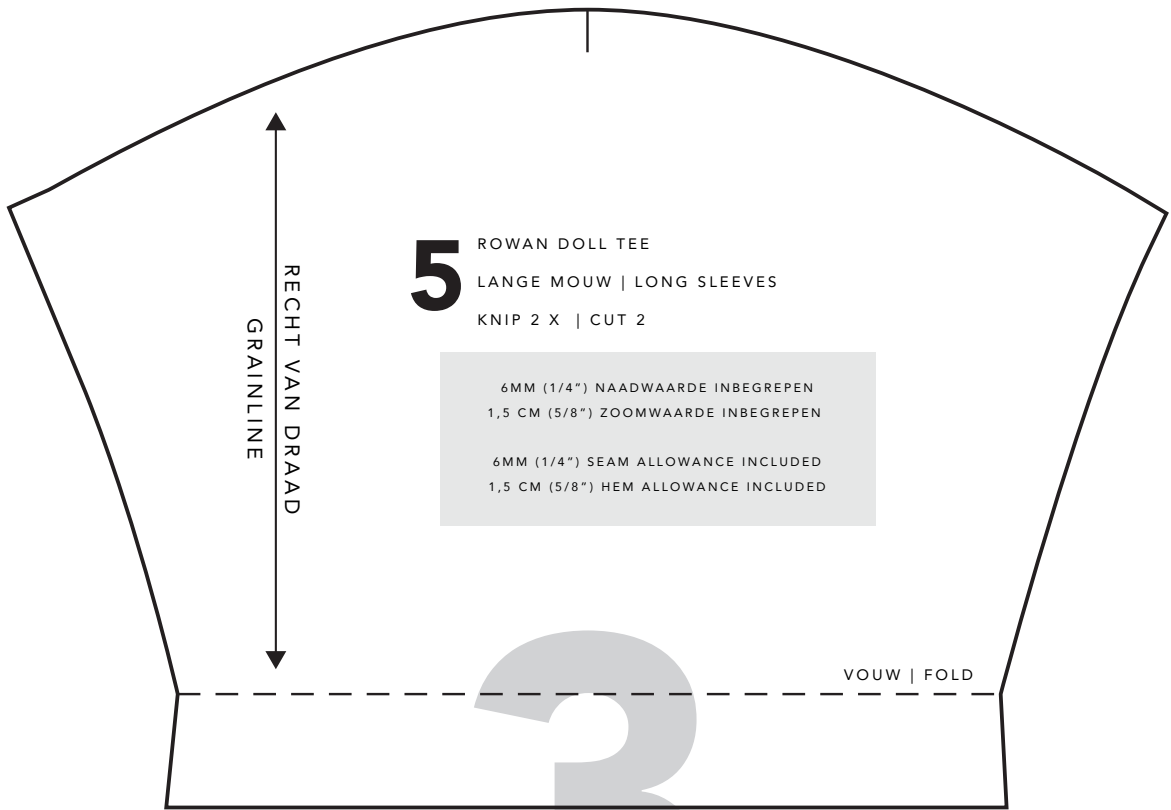 RECHT VAN DRAAD
GRAINLINE
5
ROWAN DOLL TEE
LANGE MOUW | LONG SLEEVES
KNIP 2 X | CUT 2
6MM (1/4”) NAADWAARDE INBEGREPEN
1,5 CM (5/8”) ZOOMWAARDE INBEGREPEN
6MM (1/4”) SEAM ALLOWANCE INCLUDED
1,5 CM (5/8”) HEM ALLOWANCE INCLUDED
VOUW | FOLD
3